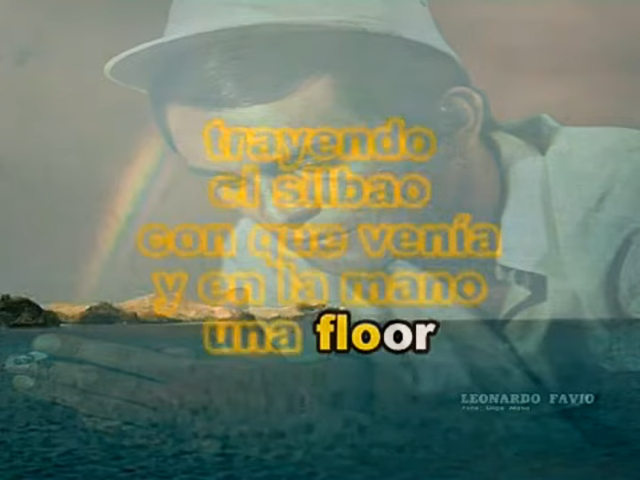 trayendo
el silbao
con que venía
y en la mano
una floor
LEONARDO FAVIO